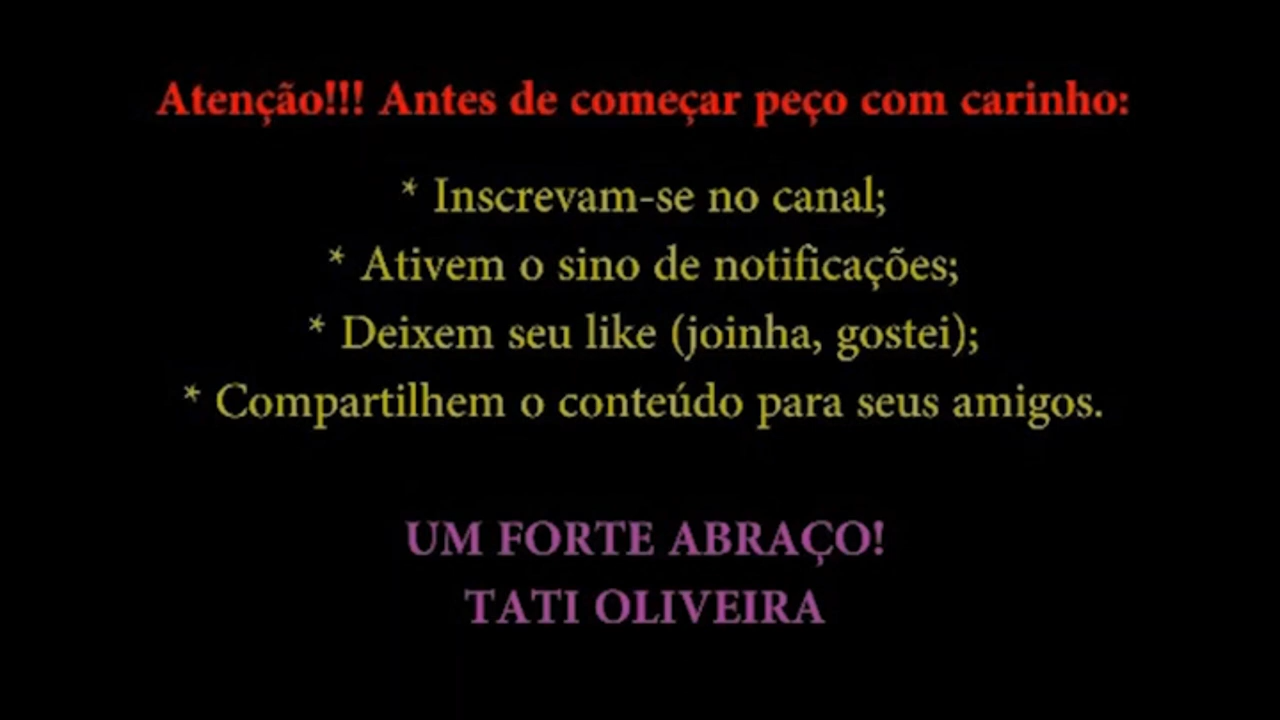 Atenção!!! Antes de começar peço com carinho:
* Inscrevam-se no canal;
* Ativem o sino de notificações;
* Deixem seu like (joinha, gostei);
* Compartilhem o conteúdo para seus amigos.
UM FORTE ABRAÇO!
TATI OLIVEIRA